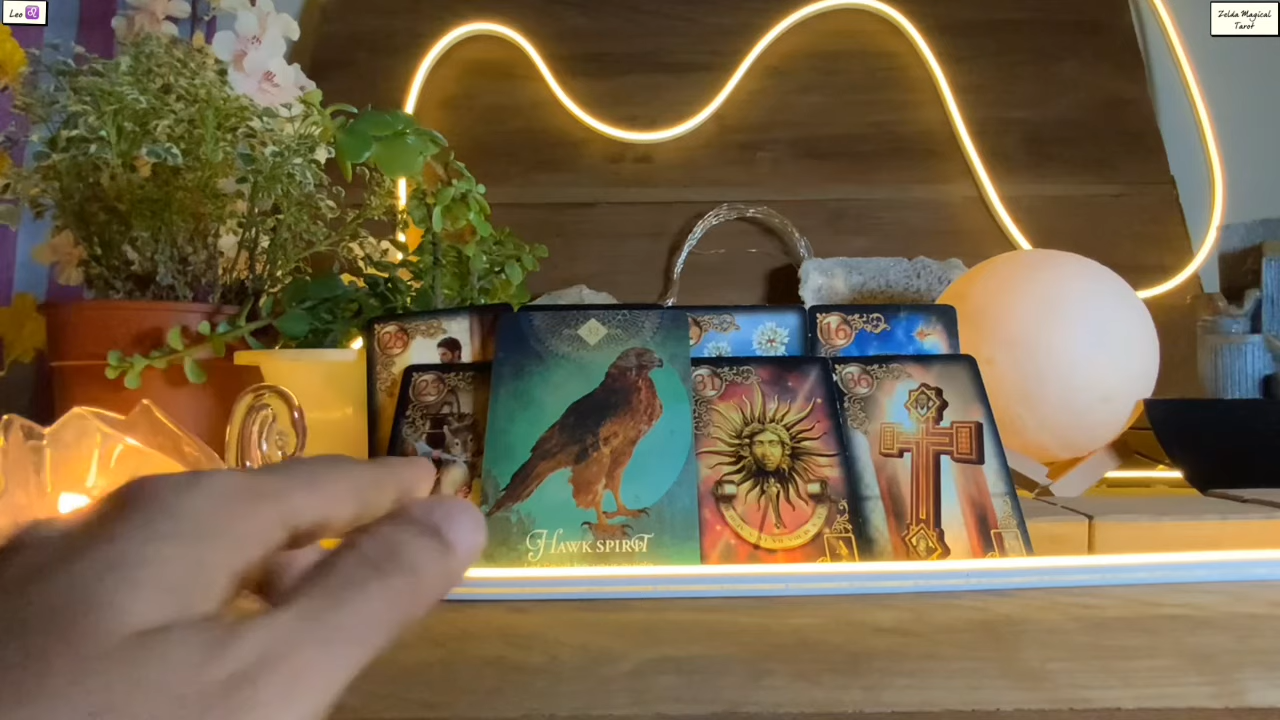 Leo ♌
Zelda Magical
Tarot
28
16
23
31
36
HAWK SPIRIT